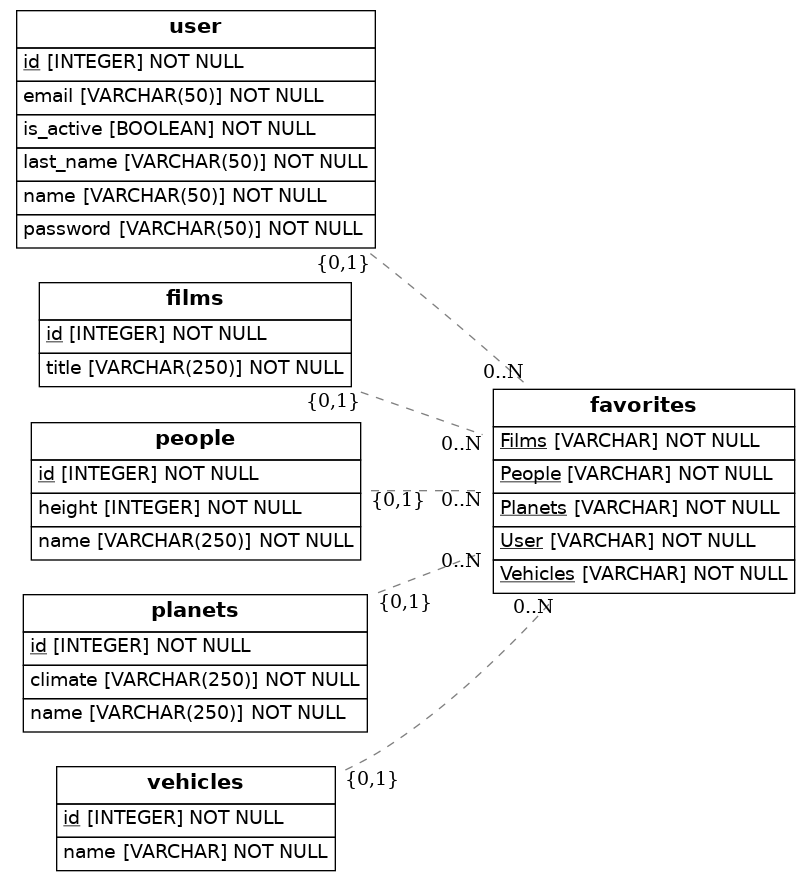 user
id [INTEGER] NOT NULL
email [VARCHAR(50)] NOT NULL
is_active [BOOLEAN] NOT NULL
last_name [VARCHAR(50)] NOT NULL
name [VARCHAR(50)] NOT NULL
password [VARCHAR(50)] NOT NULL
{0,1}
films
id [INTEGER] NOT NULL
title [VARCHAR(250)] NOT NULL
{0,1}
people
id [INTEGER] NOT NULL
height [INTEGER] NOT NULL
name [VARCHAR(250)] NOT NULL
{0,1}
planets
id [INTEGER] NOT NULL
climate [VARCHAR(250)] NOT NULL
name [VARCHAR(250)] NOT NULL
{0,1}
vehicles
id [INTEGER] NOT NULL
name [VARCHAR] NOT NULL
{0,1}
0..N
0..N
0..N
0..N
0..N
favorites
Films [VARCHAR] NOT NULL
People [VARCHAR] NOT NULL
Planets [VARCHAR] NOT NULL
User [VARCHAR] NOT NULL
Vehicles [VARCHAR] NOT NULL